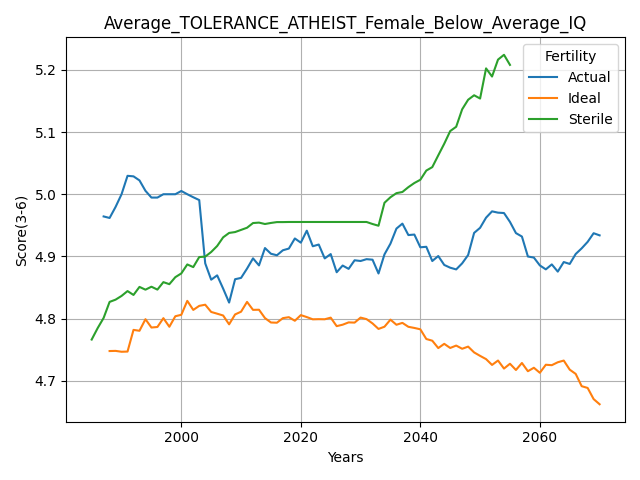 Average_TOLERANCE_ATHEIST_Female_Below_Average_IQ
Fertility
Actual
Ideal
Sterile
Score(3-6)
5.2
5.1
5.0
4.9
4.8
4.7
2000
2020
2040
2060
Years